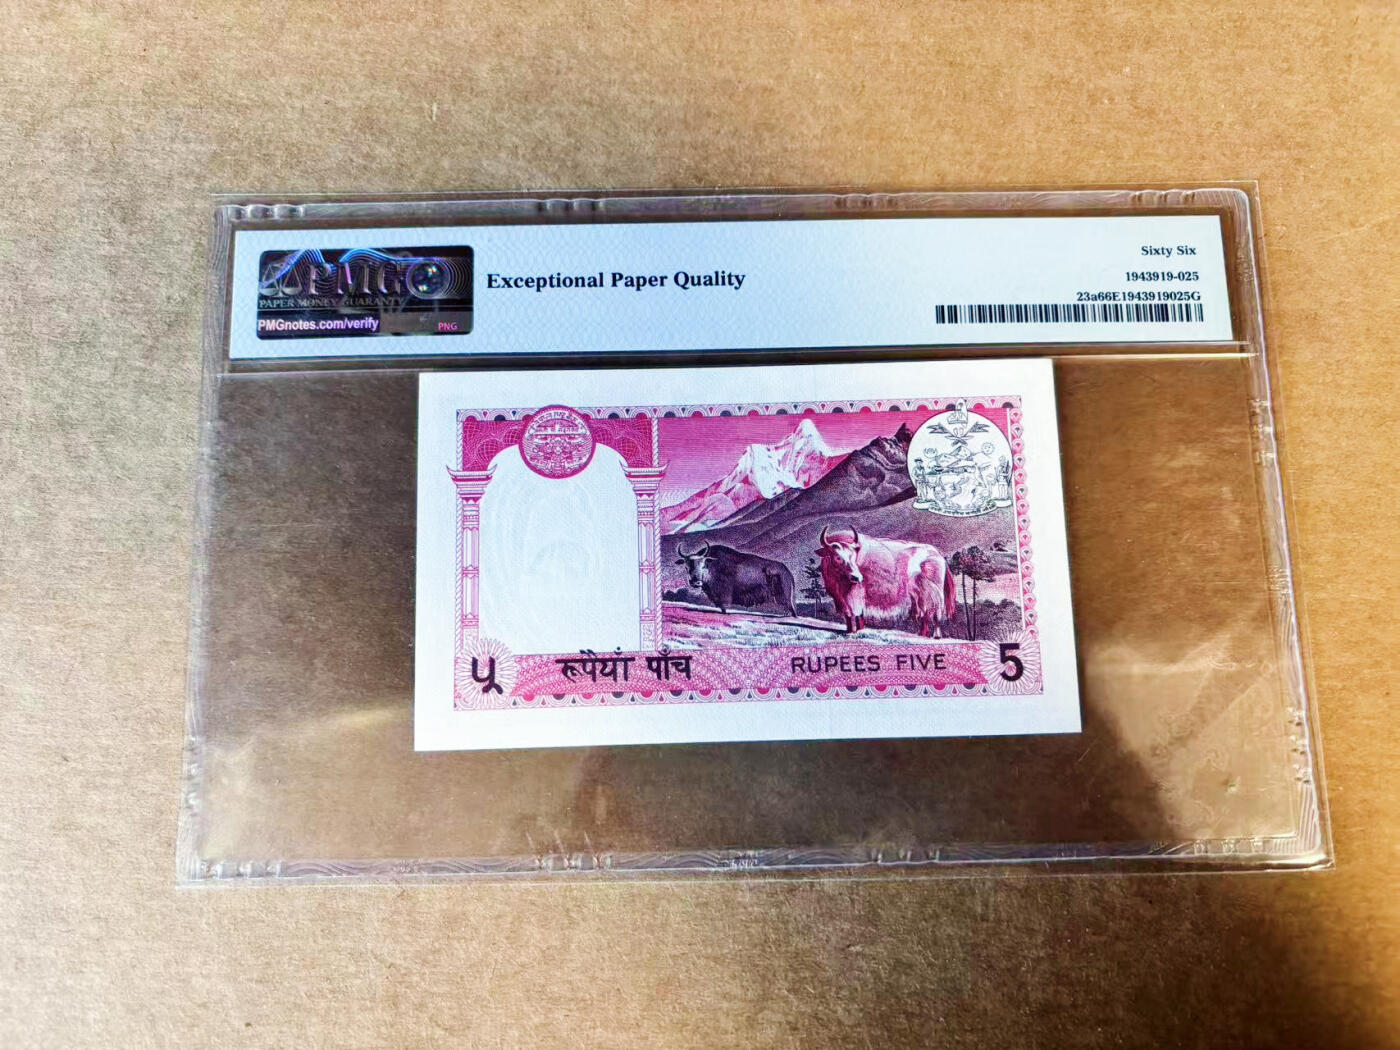 PMG
PAPER MONEY GUARANTY
PMGnotes.com/verify
PNG
Exceptional Paper Quality
Sixty Six
1943919-025
23a66E1943919025G
५ रूपैयाँ पाँच RUPEES FIVE 5